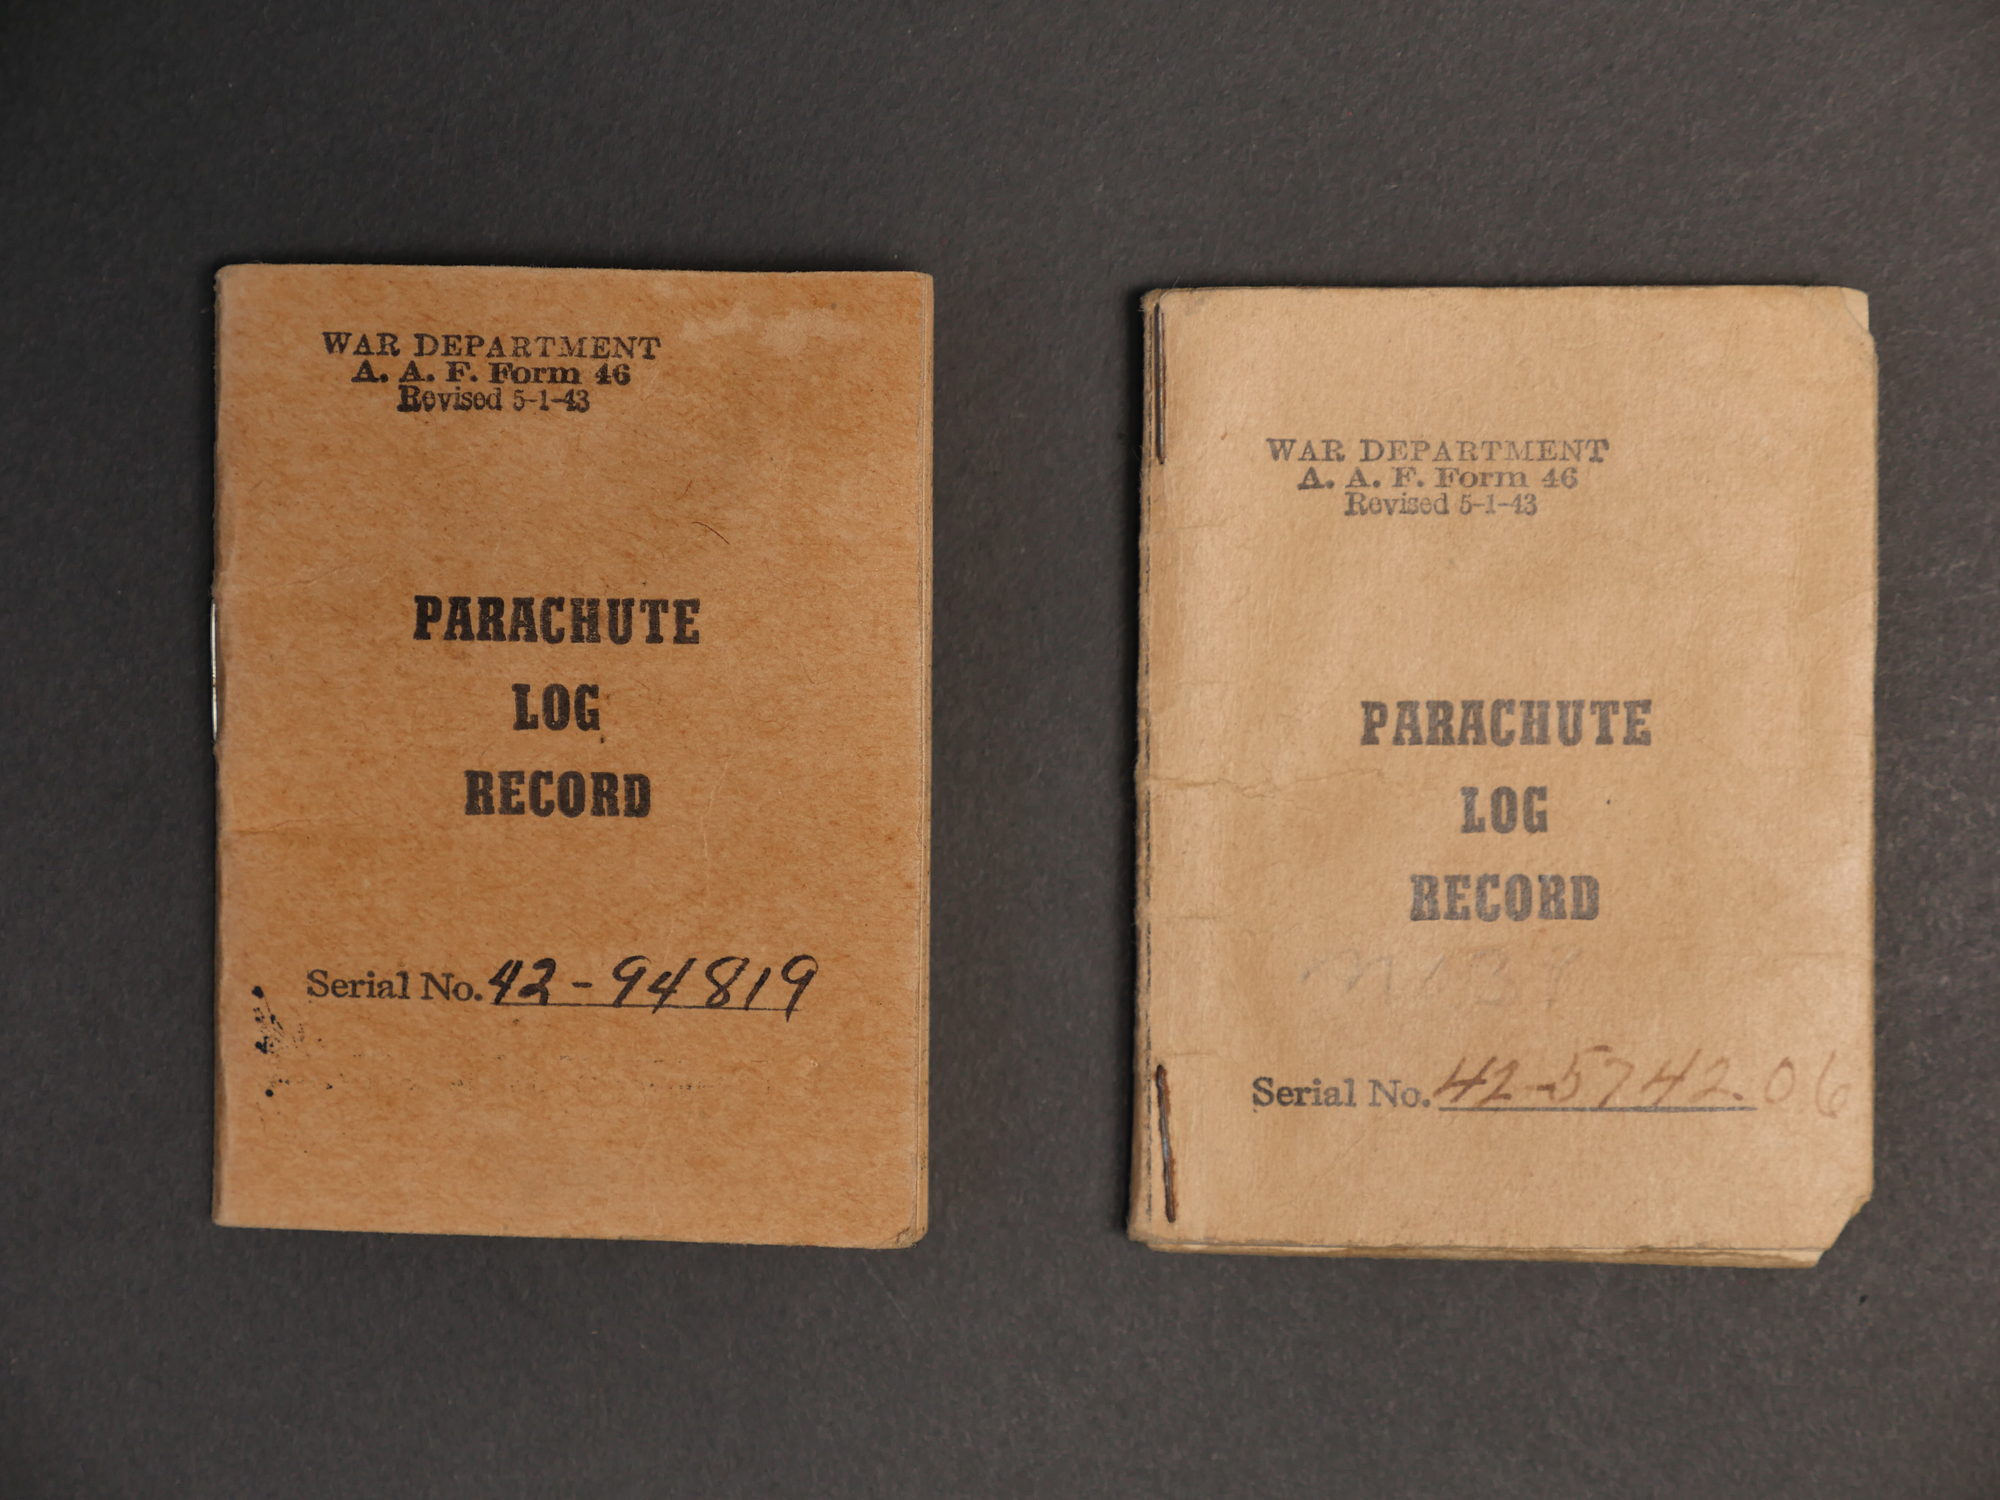 WAR DEPARTMENT
A. A. F. Form 46
Revised 5-1-43
PARACHUTE
LOG
RECORD
Serial No. 42-94819
WAR DEPARTMENT
A. A. F. Form 46
Revised 5-1-43
PARACHUTE
LOG
RECORD
Serial No. 42-574206